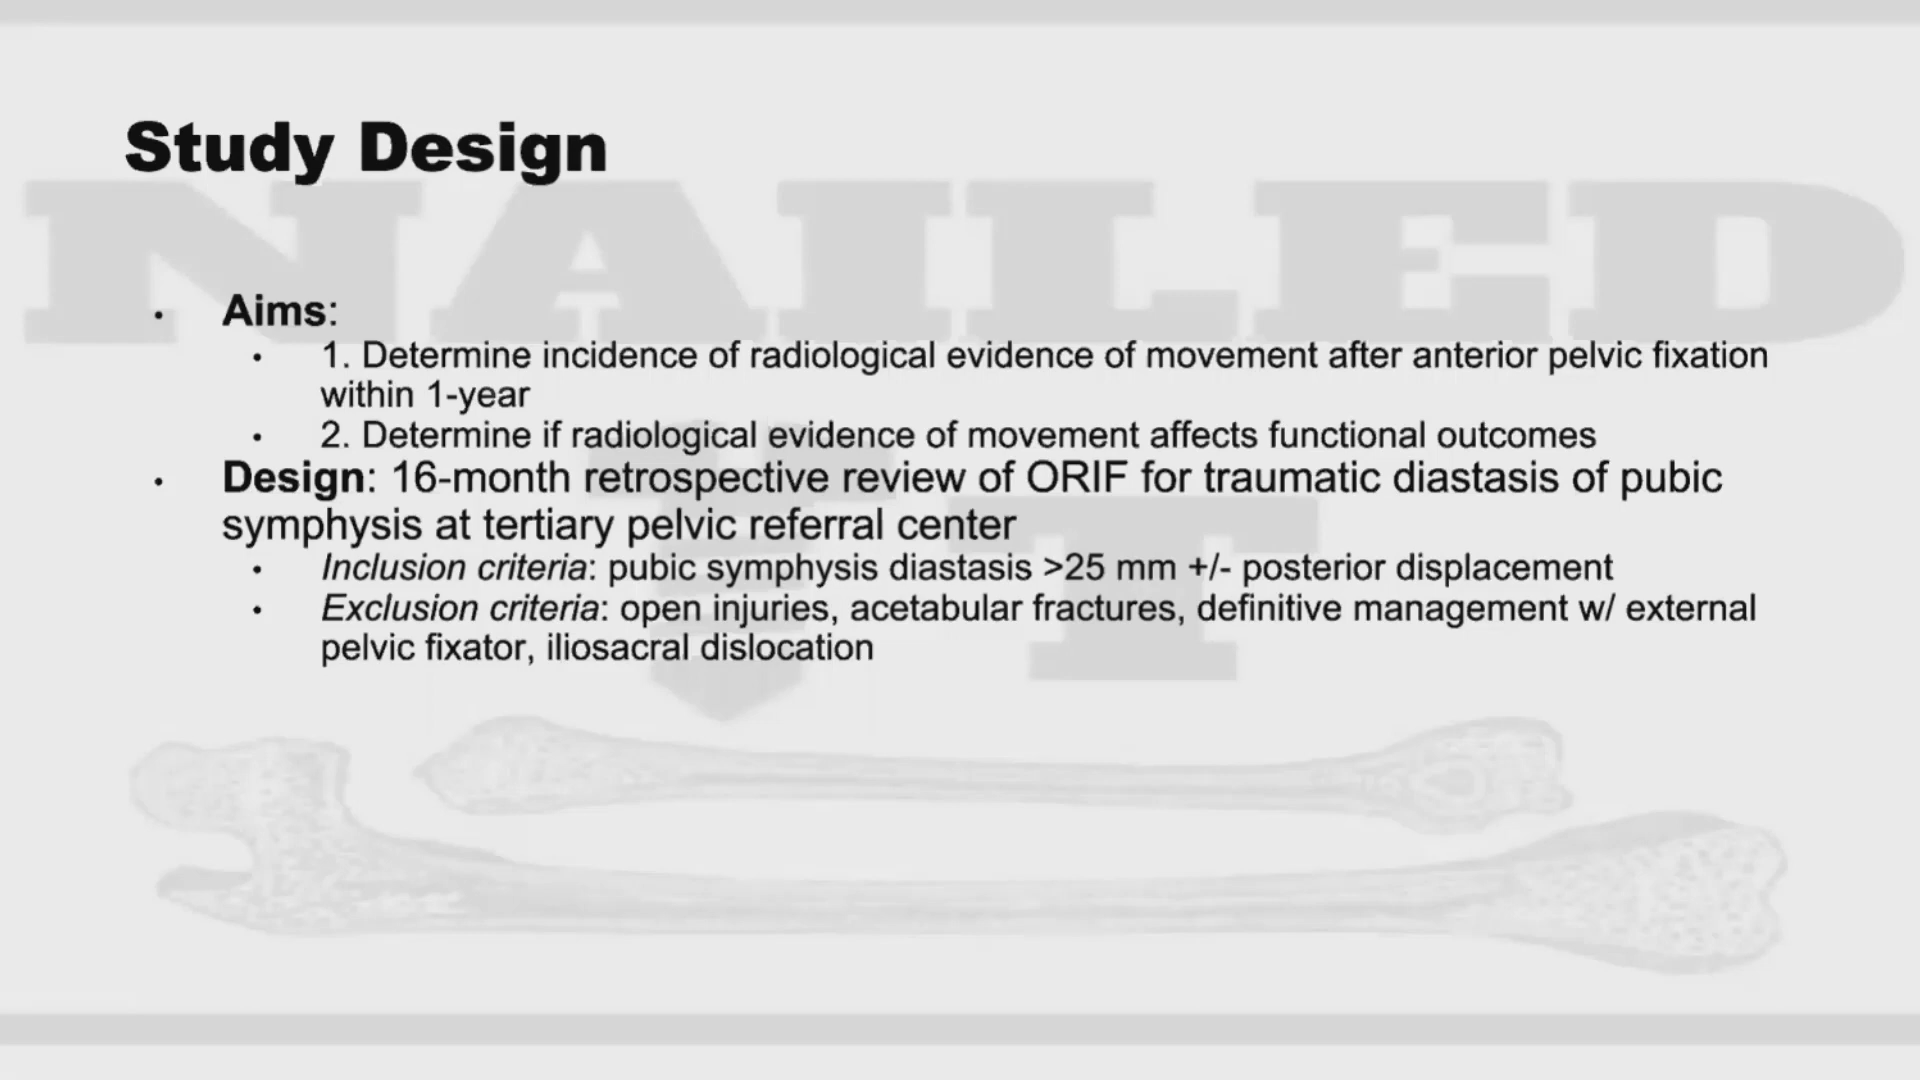 Study Design
NAILED
IT
• Aims:
• 1. Determine incidence of radiological evidence of movement after anterior pelvic fixation
within 1-year
• 2. Determine if radiological evidence of movement affects functional outcomes
• Design: 16-month retrospective review of ORIF for traumatic diastasis of pubic
symphysis at tertiary pelvic referral center
• Inclusion criteria: pubic symphysis diastasis >25 mm +/- posterior displacement
• Exclusion criteria: open injuries, acetabular fractures, definitive management w/ external
pelvic fixator, iliosacral dislocation